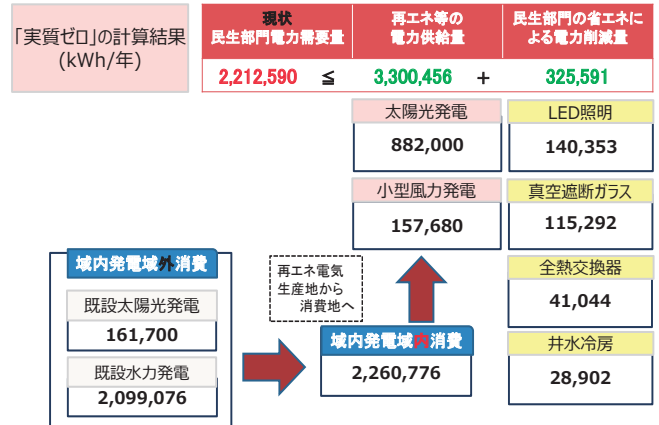 「実質ゼロ」の計算結果
(kWh/年)
現状
民生部門電力需要量
再エネ等の
電力供給量
民生部門の省エネに
よる電力削減量
2,212,590 ≦ 3,300,456 + 325,591
太陽光発電
882,000
LED照明
140,353
小型風力発電
157,680
真空遮断ガラス
115,292
域内発電域外消費
既設太陽光発電
161,700
既設水力発電
2,099,076
再エネ電気
生産地から
消費地へ
域内発電域内消費
2,260,776
全熱交換器
41,044
井水冷房
28,902